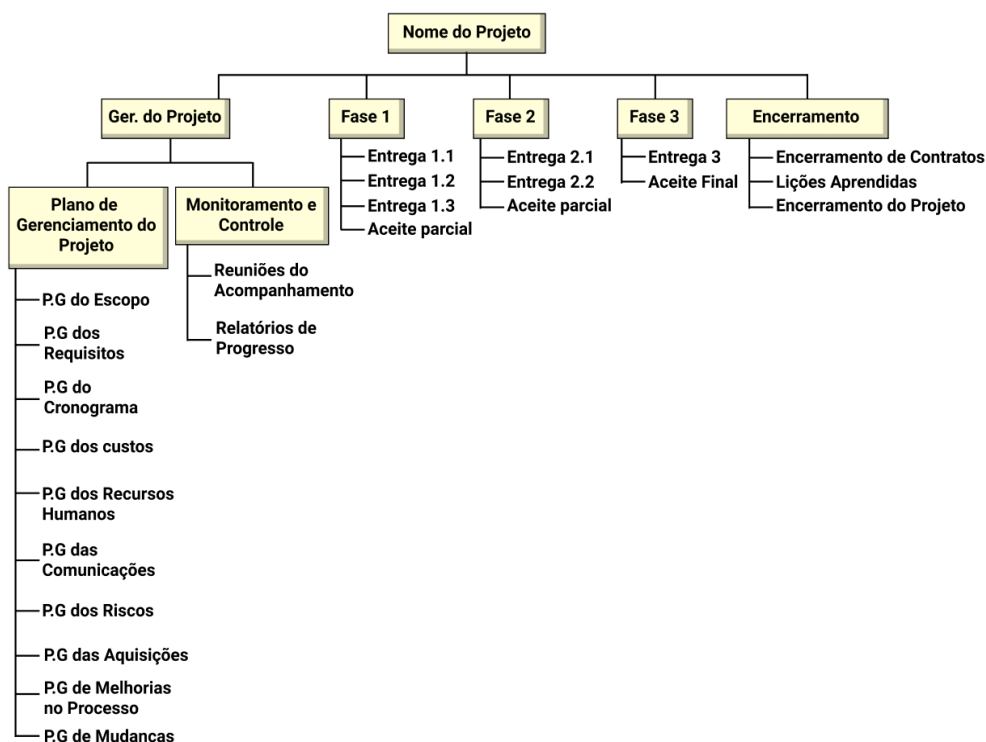 Nome do Projeto
Ger. do Projeto
Fase 1
Fase 2
Fase 3
Encerramento
Plano de
Gerenciamento do
Projeto
P.G do Escopo
P.G dos
Requisitos
P.G do
Cronograma
P.G dos custos
P.G dos Recursos
Humanos
P.G das
Comunicações
P.G dos Riscos
P.G das Aquisições
P.G de Melhorias
no Processo
P.G de Mudanças
Monitoramento e
Controle
Reuniões do
Acompanhamento
Relatórios de
Progresso
Entrega 1.1
Entrega 1.2
Entrega 1.3
Aceite parcial
Entrega 2.1
Entrega 2.2
Aceite parcial
Entrega 3
Aceite Final
Encerramento de Contratos
Lições Aprendidas
Encerramento do Projeto